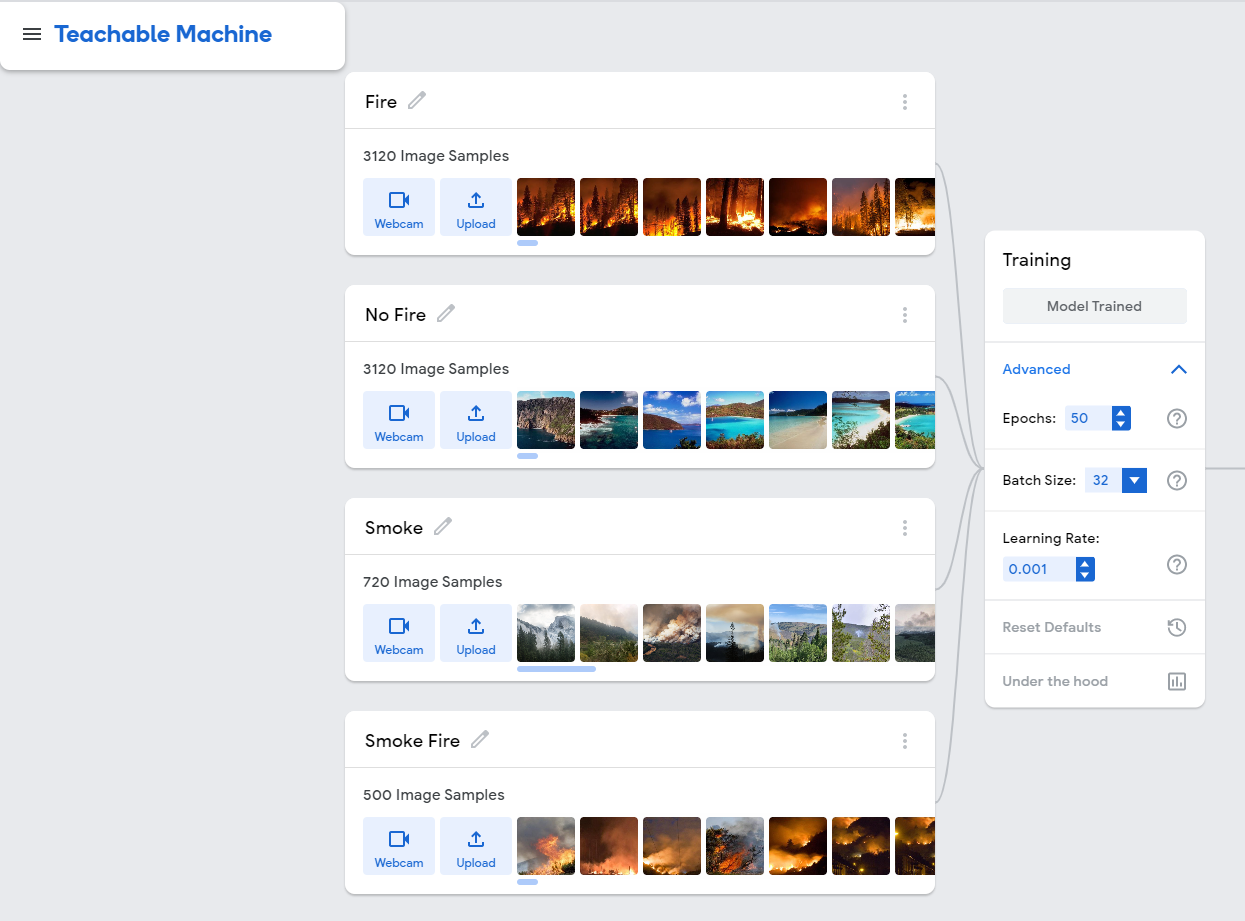 Teachable Machine
Fire
3120 Image Samples
Webcam
Upload
No Fire
3120 Image Samples
Webcam
Upload
Smoke
720 Image Samples
Webcam
Upload
Smoke Fire
500 Image Samples
Webcam
Upload
Training
Model Trained
Advanced
Epochs: 50
Batch Size: 32
Learning Rate:
0.001
Reset Defaults
Under the hood